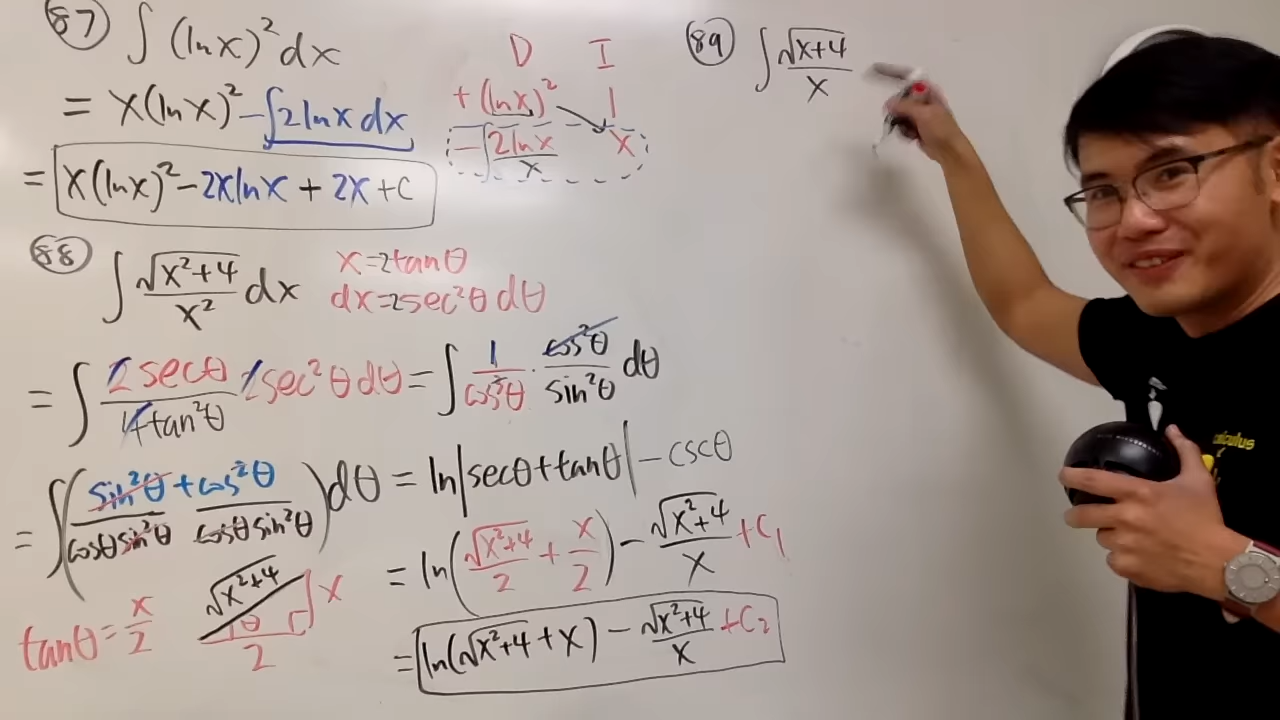 87) ∫ (lnx)² dx
= x(lnx)² - ∫2lnx dx
= x(lnx)² - 2xlnx + 2x + C
D I
+ (lnx)² 1
- ∫ 2lnx/x x
88) ∫ √(x²+4)/x² dx
x=2tanθ
dx=2sec²θ dθ
= ∫ 2secθ/4tan²θ 2sec²θ dθ = ∫ 1/cos³θ · cos²θ/sin²θ dθ
= ∫ (sin²θ/cosθsin²θ + cos²θ/cosθsin²θ) dθ = ln|secθ+tanθ| - cscθ
= ln(√(x²+4)/2 + x/2) - √(x²+4)/x + C₁
= ln(√(x²+4) + x) - √(x²+4)/x + C₂
tanθ = x/2
√(x²+4)
θ
x
2
89) ∫ √(x+4)/x
calculus